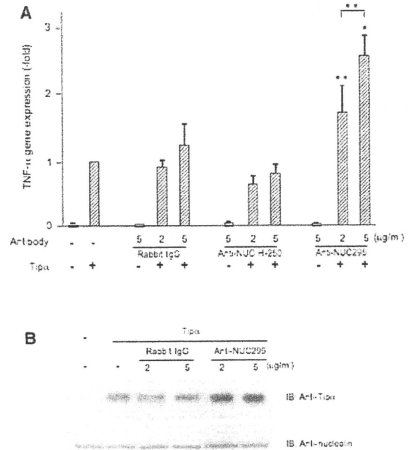 A
TNF-α gene expression (-fold)
3
2
1
0
** *
**
Antibody - - 5 2 5 5 2 5 5 2 5 (μg/ml)
Rabbit IgG Anti-NUC H-250 Anti-NUC295
Tipα - + - + + - + + - + +
B
Tipα
- Rabbit IgG Anti-NUC295
- 2 5 2 5 (μg/ml)
IB: Anti-Tipα
IB: Anti-nucleolin